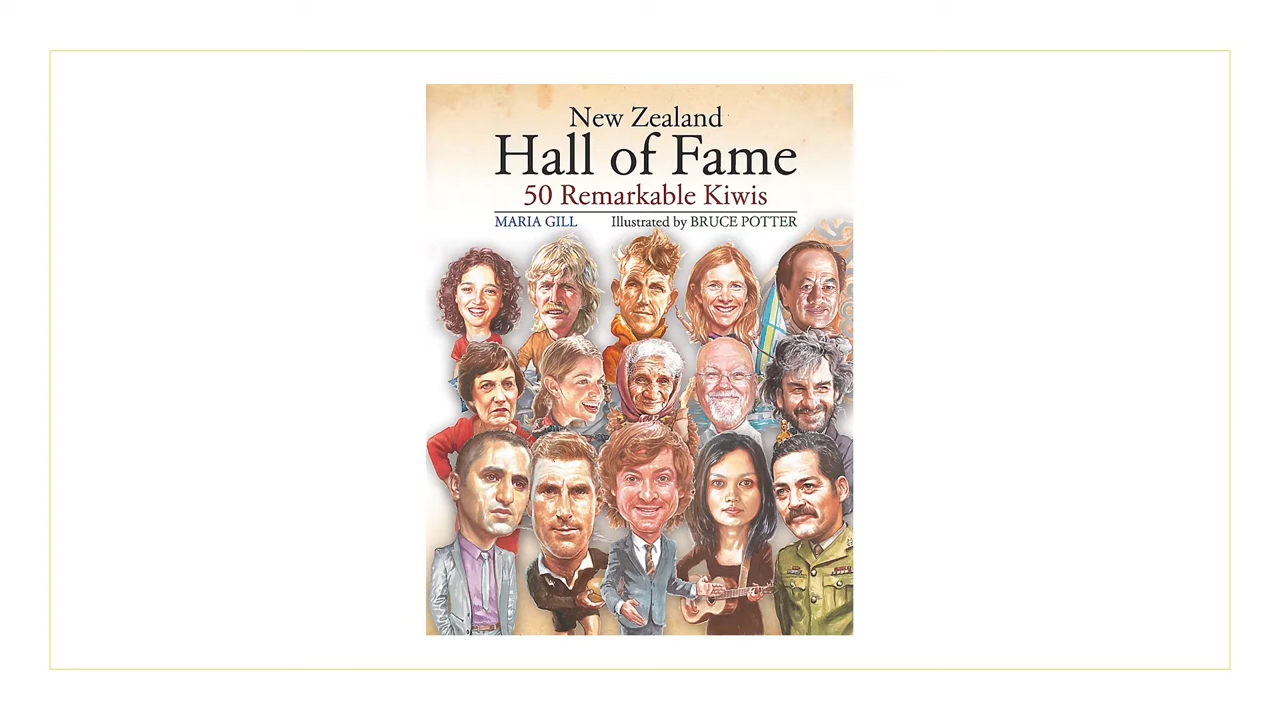 New Zealand
Hall of Fame
50 Remarkable Kiwis
MARIA GILL Illustrated by BRUCE POTTER